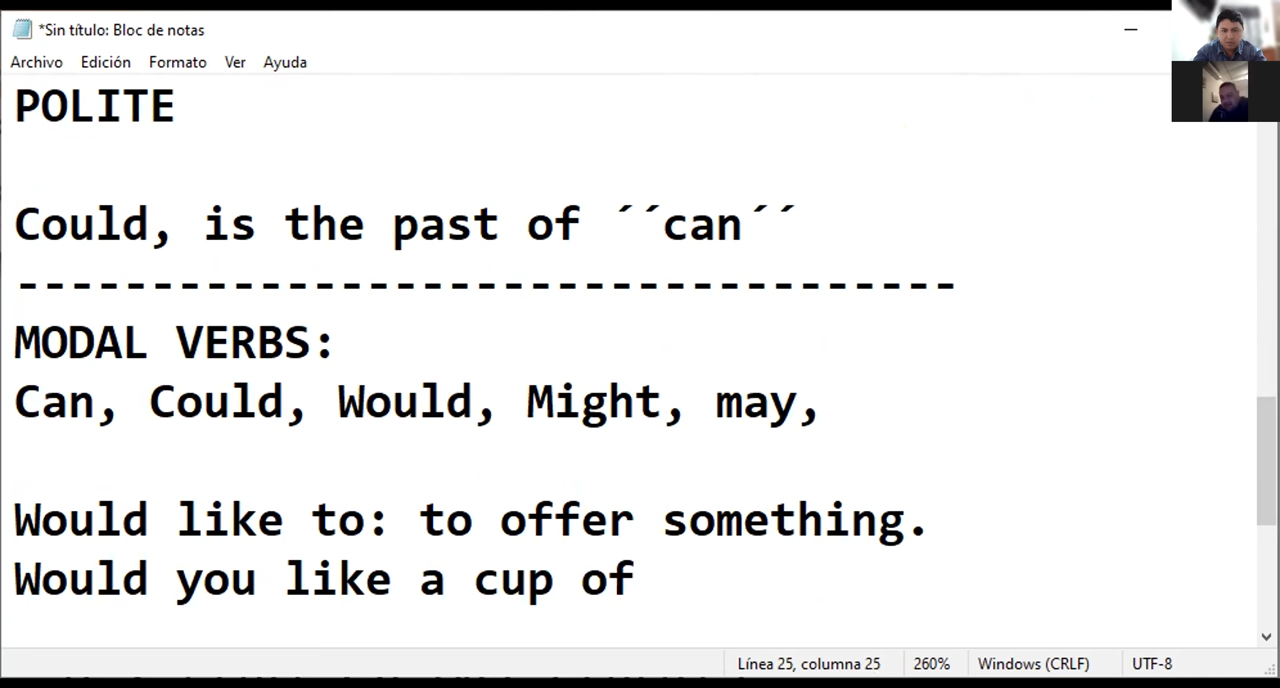 *Sin título: Bloc de notas
Archivo Edición Formato Ver Ayuda
POLITE
Could, is the past of ´´can´´
-----------------------------------
MODAL VERBS:
Can, Could, Would, Might, may,
Would like to: to offer something.
Would you like a cup of
Línea 25, columna 25 260% Windows (CRLF) UTF-8